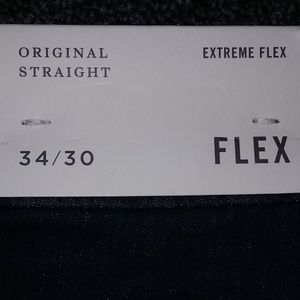 ORIGINAL
STRAIGHT
EXTREME FLEX
34/30
FLEX